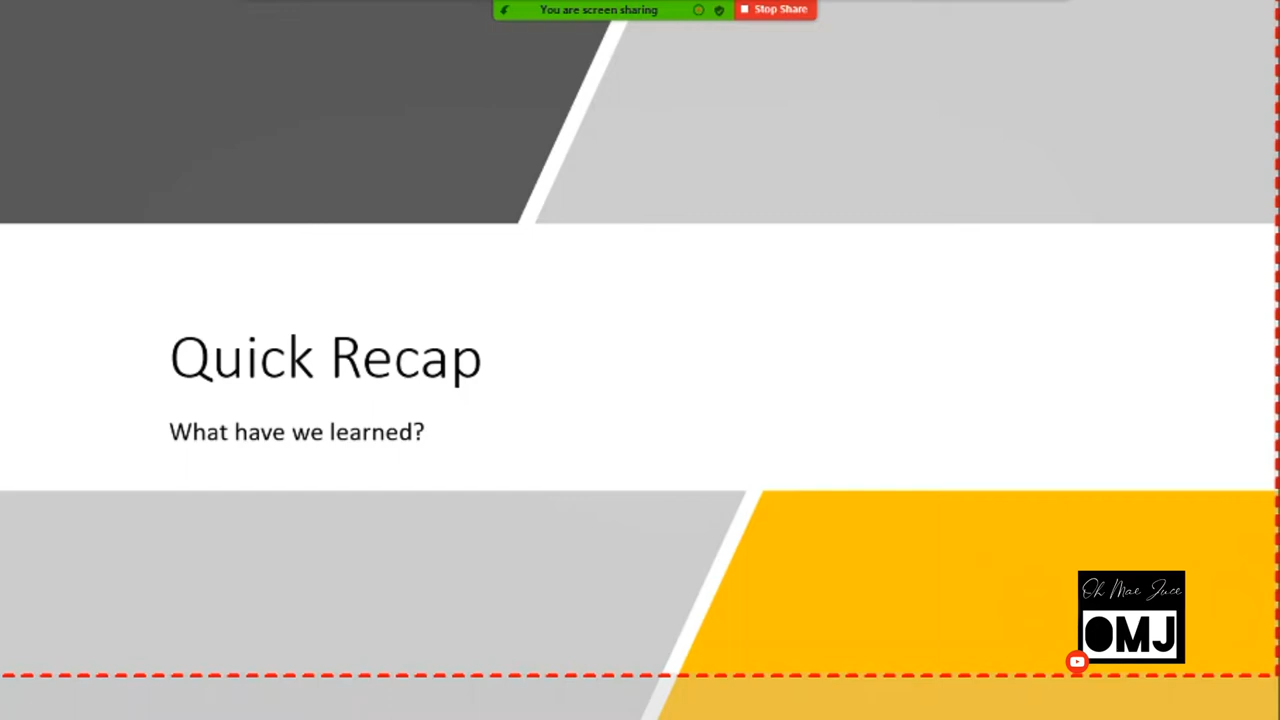 You are screen sharing
Stop Share
Quick Recap
What have we learned?
Oh Mae Juce
OMJ